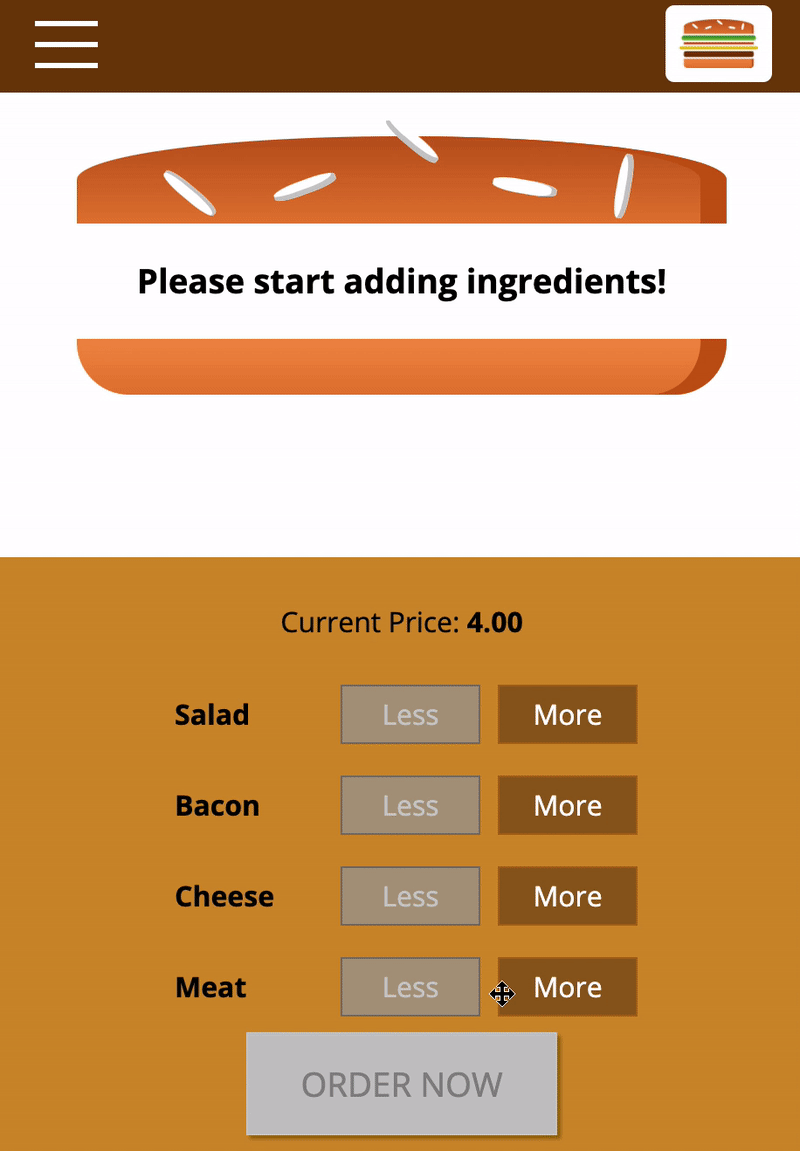 Please start adding ingredients!
Current Price: 4.00
Salad Less More
Bacon Less More
Cheese Less More
Meat Less More
ORDER NOW